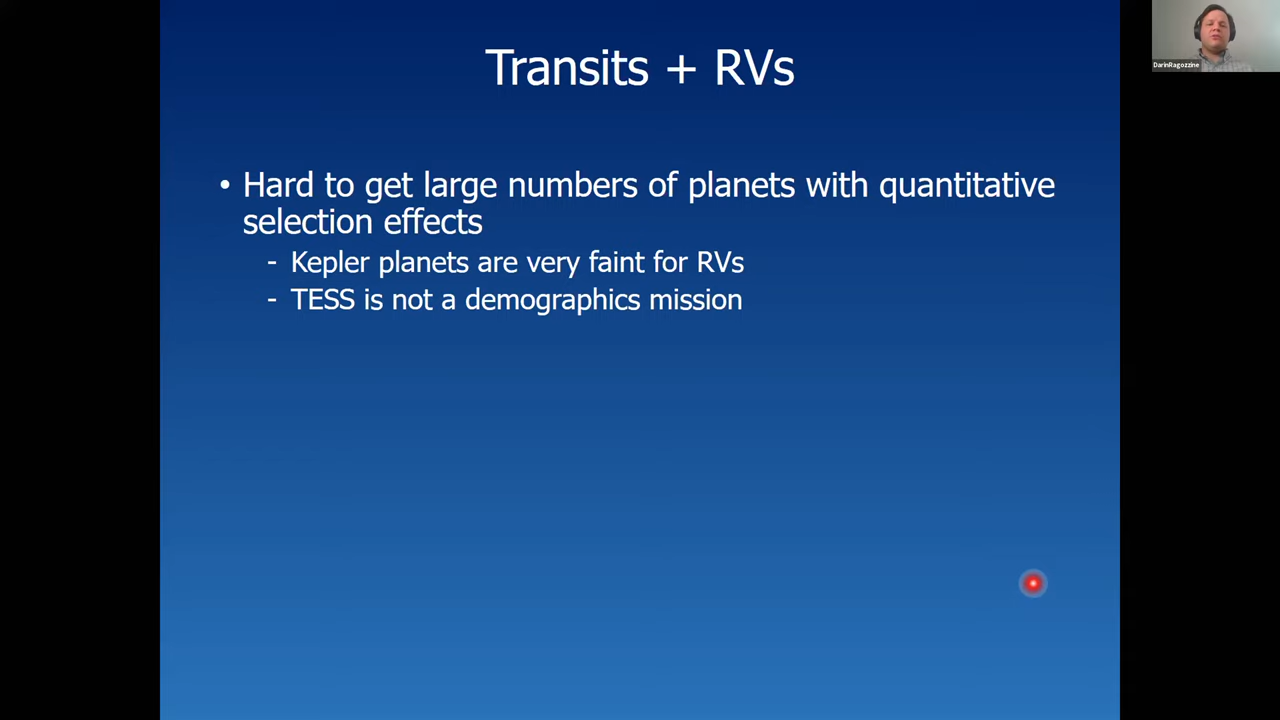 Transits + RVs
• Hard to get large numbers of planets with quantitative
selection effects
- Kepler planets are very faint for RVs
- TESS is not a demographics mission
DarinRagozzine